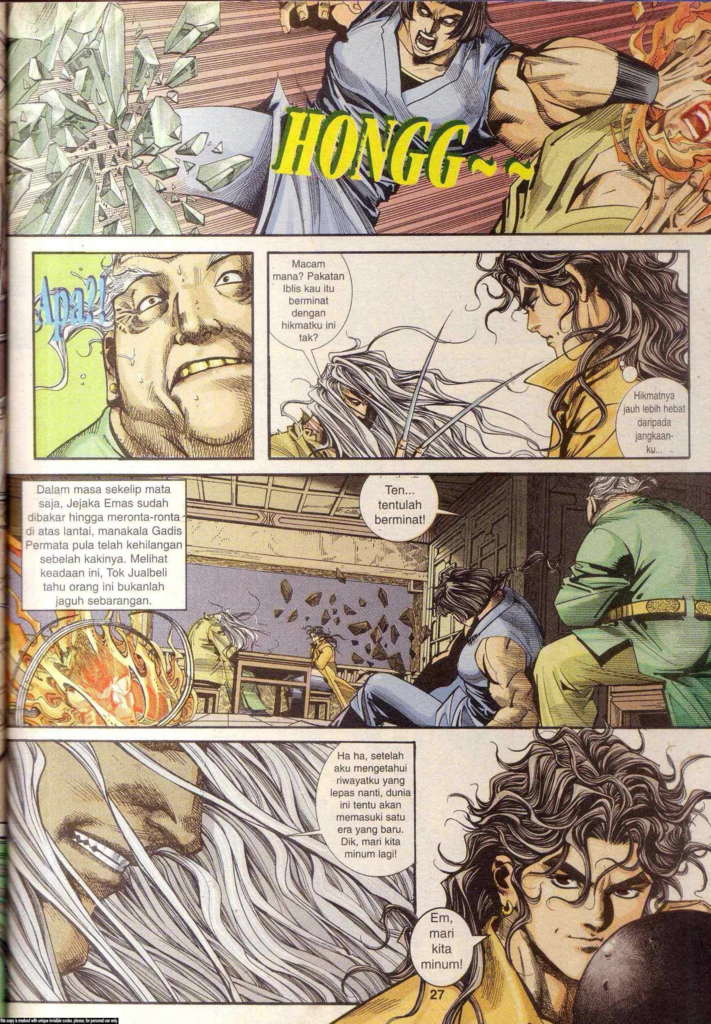 HONGG~~
Apa?!
Macam
mana? Pakatan
Iblis kau itu
berminat
dengan
hikmatku ini
tak?
Hikmatnya
jauh lebih hebat
daripada
jangkaan-
ku...
Dalam masa sekelip mata
saja, Jejaka Emas sudah
dibakar hingga meronta-ronta
di atas lantai, manakala Gadis
Permata pula telah kehilangan
sebelah kakinya. Melihat
keadaan ini, Tok Jualbeli
tahu orang ini bukanlah
jaguh sebarangan.
Ten...
tentulah
berminat!
Ha ha, setelah
aku mengetahui
riwayatku yang
lepas nanti, dunia
ini tentu akan
memasuki satu
era yang baru.
Dik, mari kita
minum lagi!
Em,
mari
kita
minum!
27